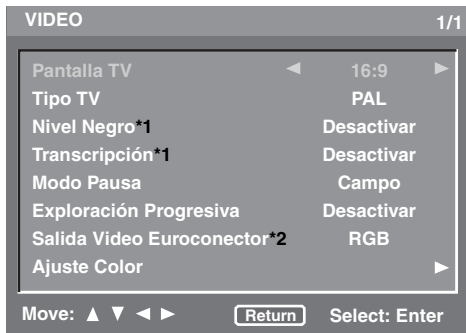 VIDEO 1/1
Pantalla TV ◄ 16:9 ►
Tipo TV PAL
Nivel Negro*1 Desactivar
Transcripción*1 Desactivar
Modo Pausa Campo
Exploración Progresiva Desactivar
Salida Video Euroconector*2 RGB
Ajuste Color ►
Move: ▲ ▼ ◄ ► Return Select: Enter